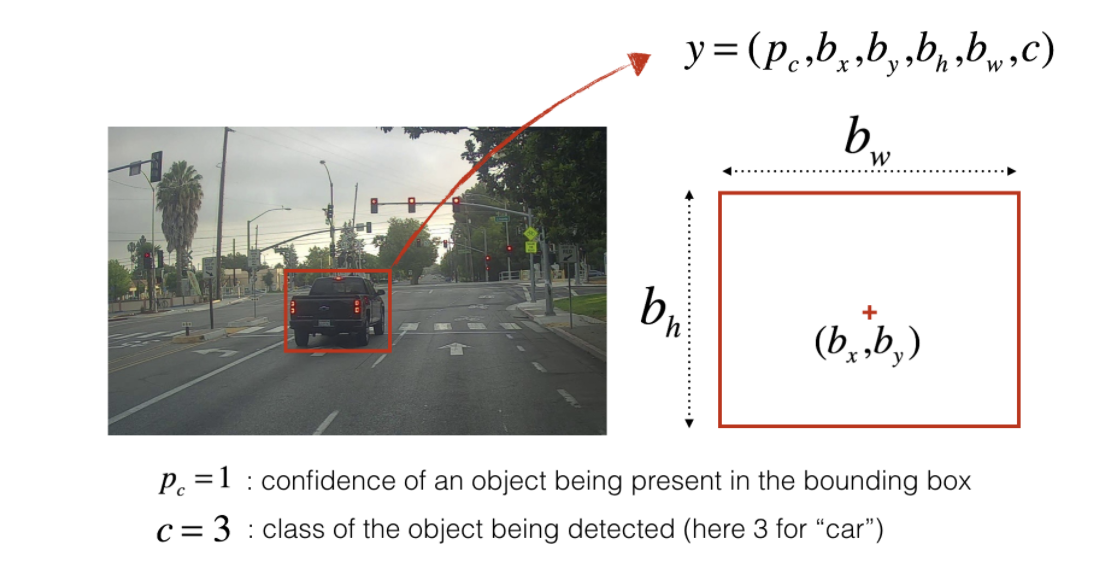 y = (p_c, b_x, b_y, b_h, b_w, c)
b_w
b_h
(b_x, b_y)
p_c = 1 : confidence of an object being present in the bounding box
c = 3 : class of the object being detected (here 3 for “car”)